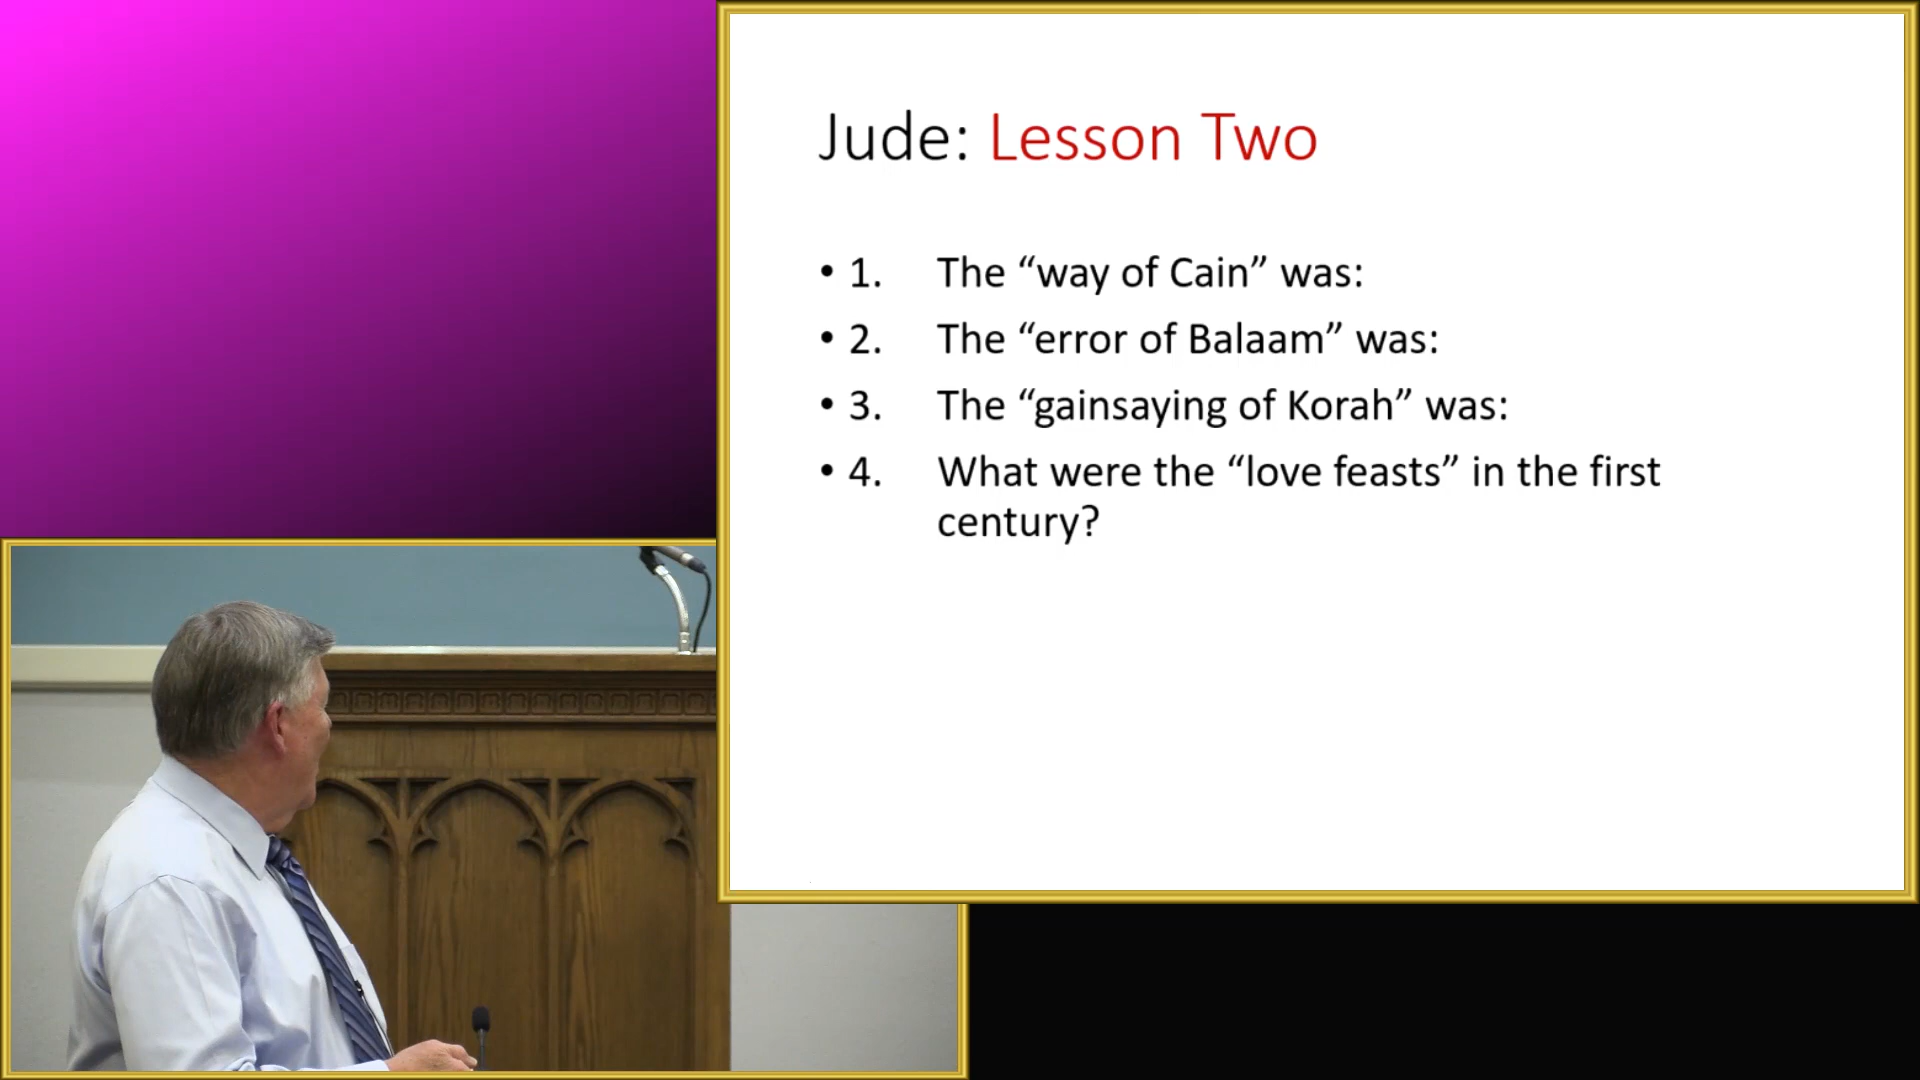 Jude: Lesson Two
• 1. The “way of Cain” was:
• 2. The “error of Balaam” was:
• 3. The “gainsaying of Korah” was:
• 4. What were the “love feasts” in the first
century?